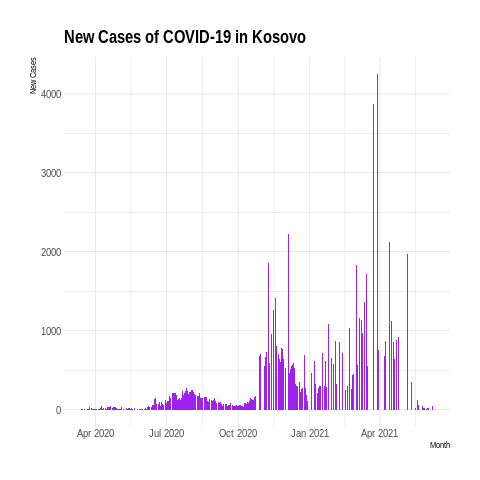 New Cases of COVID-19 in Kosovo
New Cases
4000
3000
2000
1000
0
Apr 2020 Jul 2020 Oct 2020 Jan 2021 Apr 2021
Month